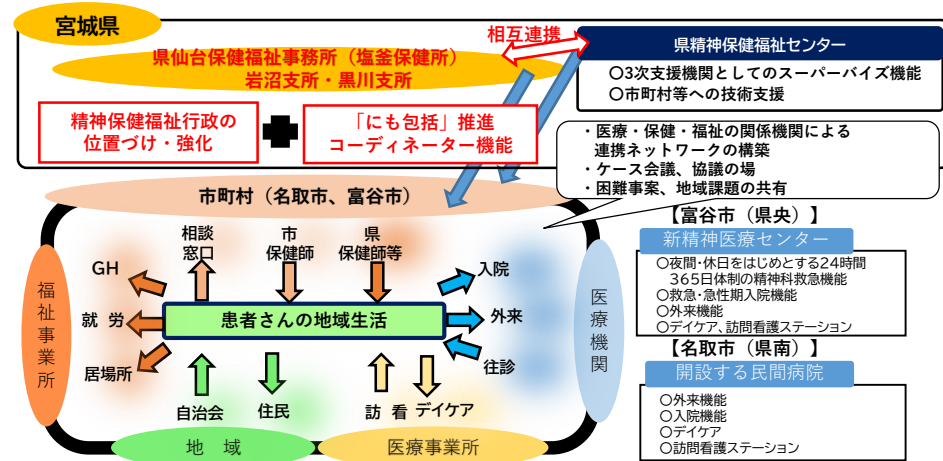 宮城県
相互連携
県仙台保健福祉事務所（塩釜保健所）
岩沼支所・黒川支所
県精神保健福祉センター
〇3次支援機関としてのスーパーバイズ機能
〇市町村等への技術支援
精神保健福祉行政の
位置づけ・強化
「にも包括」推進
コーディネーター機能
・医療・保健・福祉の関係機関による
連携ネットワークの構築
・ケース会議、協議の場
・困難事案、地域課題の共有
市町村（名取市、富谷市）
相談
窓口
市
保健師
県
保健師等
GH
就 労
居場所
入院
外来
往診
患者さんの地域生活
自治会
住民
訪 看
デイケア
福祉事業所
医療機関
地 域
医療事業所
【富谷市（県央）】
新精神医療センター
〇夜間・休日をはじめとする24時間
365日体制の精神科救急機能
〇救急・急性期入院機能
〇外来機能
〇デイケア、訪問看護ステーション
【名取市（県南）】
開設する民間病院
〇外来機能
〇入院機能
〇デイケア
〇訪問看護ステーション